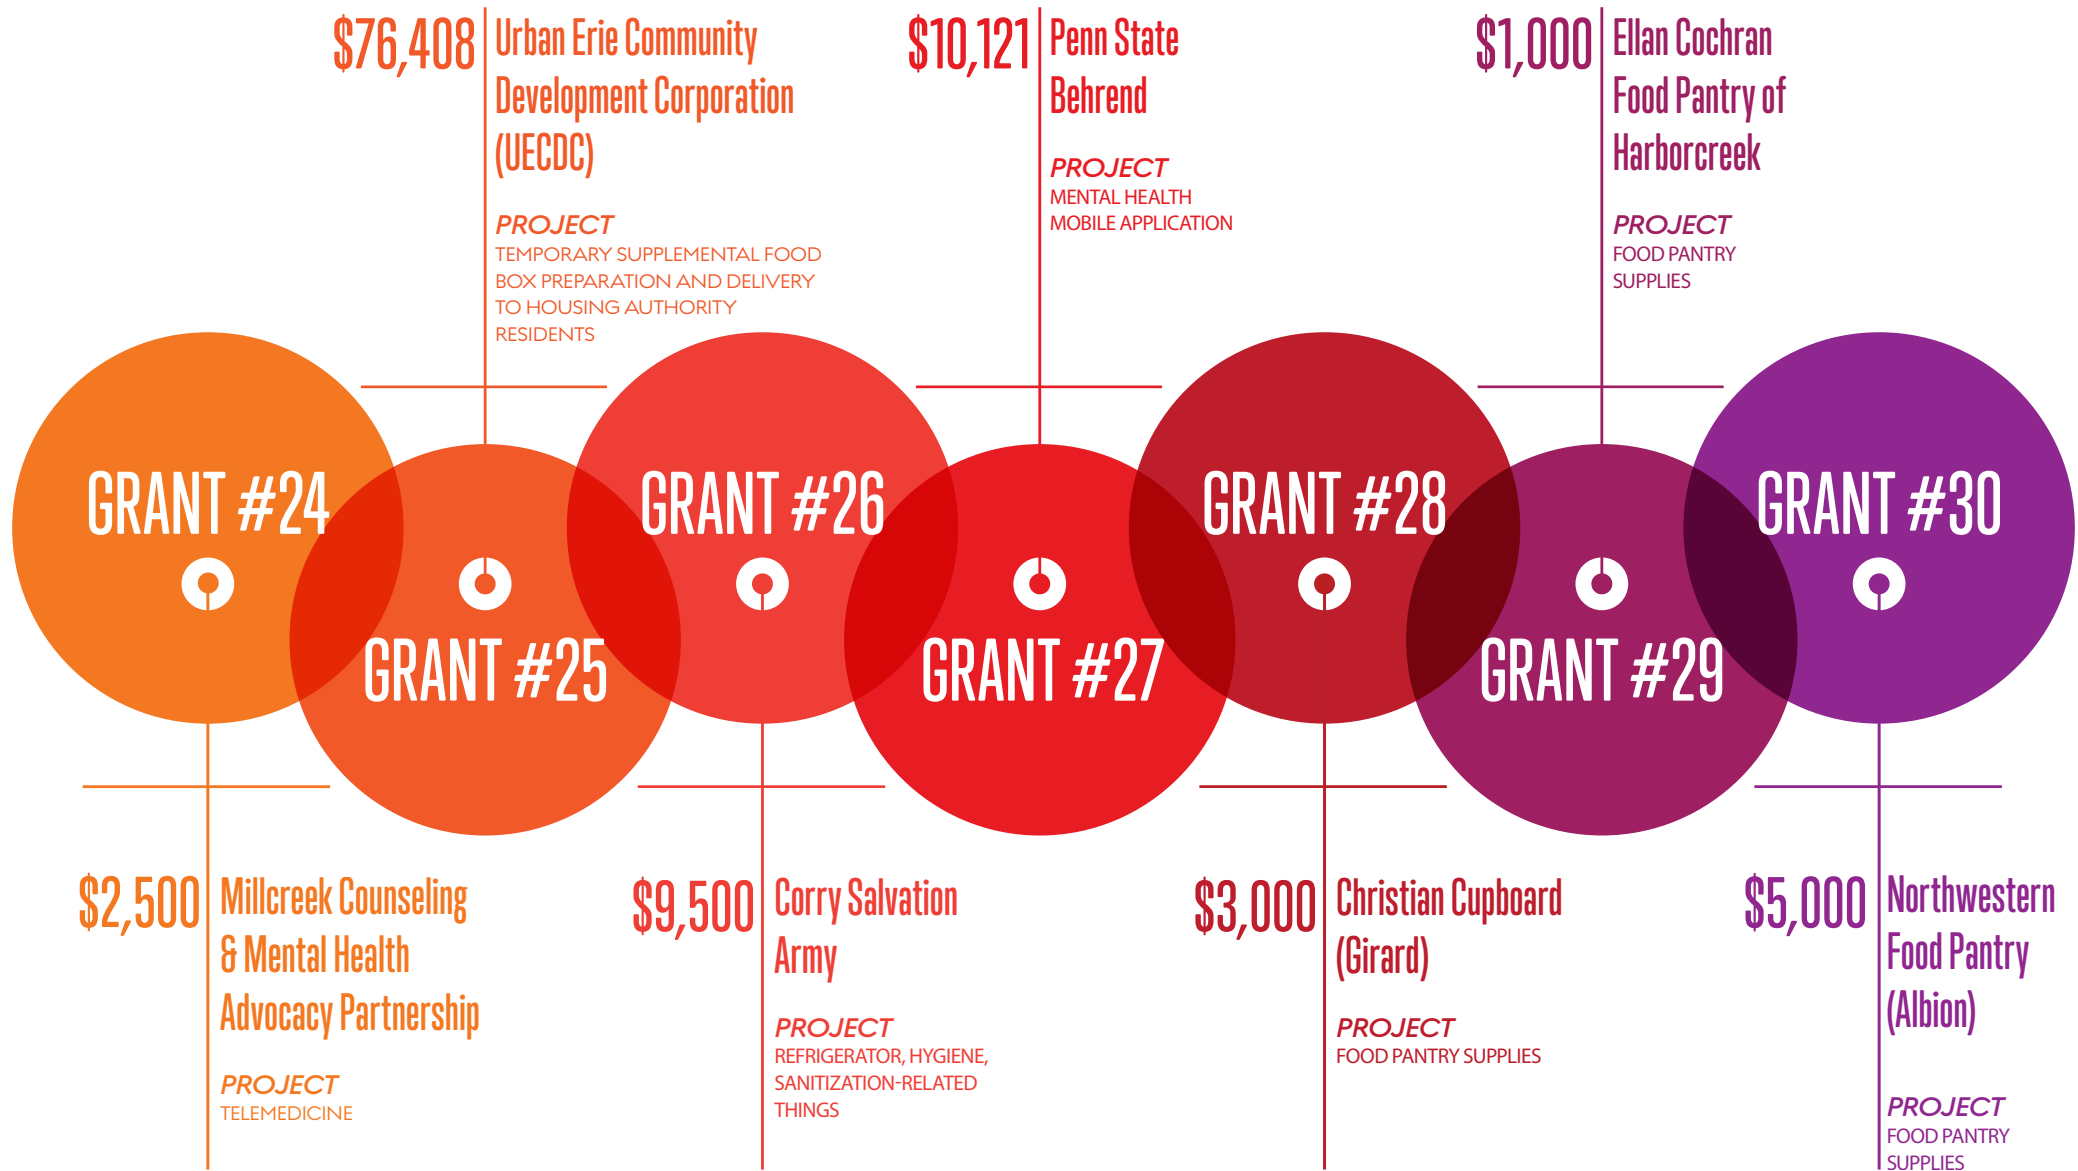 $76,408
Urban Erie Community
Development Corporation
(UECDC)
PROJECT
TEMPORARY SUPPLEMENTAL FOOD
BOX PREPARATION AND DELIVERY
TO HOUSING AUTHORITY
RESIDENTS
$10,121
Penn State
Behrend
PROJECT
MENTAL HEALTH
MOBILE APPLICATION
$1,000
Ellan Cochran
Food Pantry of
Harborcreek
PROJECT
FOOD PANTRY
SUPPLIES
GRANT #24
GRANT #25
GRANT #26
GRANT #27
GRANT #28
GRANT #29
GRANT #30
$2,500
Millcreek Counseling
& Mental Health
Advocacy Partnership
PROJECT
TELEMEDICINE
$9,500
Corry Salvation
Army
PROJECT
REFRIGERATOR, HYGIENE,
SANITIZATION-RELATED
THINGS
$3,000
Christian Cupboard
(Girard)
PROJECT
FOOD PANTRY SUPPLIES
$5,000
Northwestern
Food Pantry
(Albion)
PROJECT
FOOD PANTRY
SUPPLIES